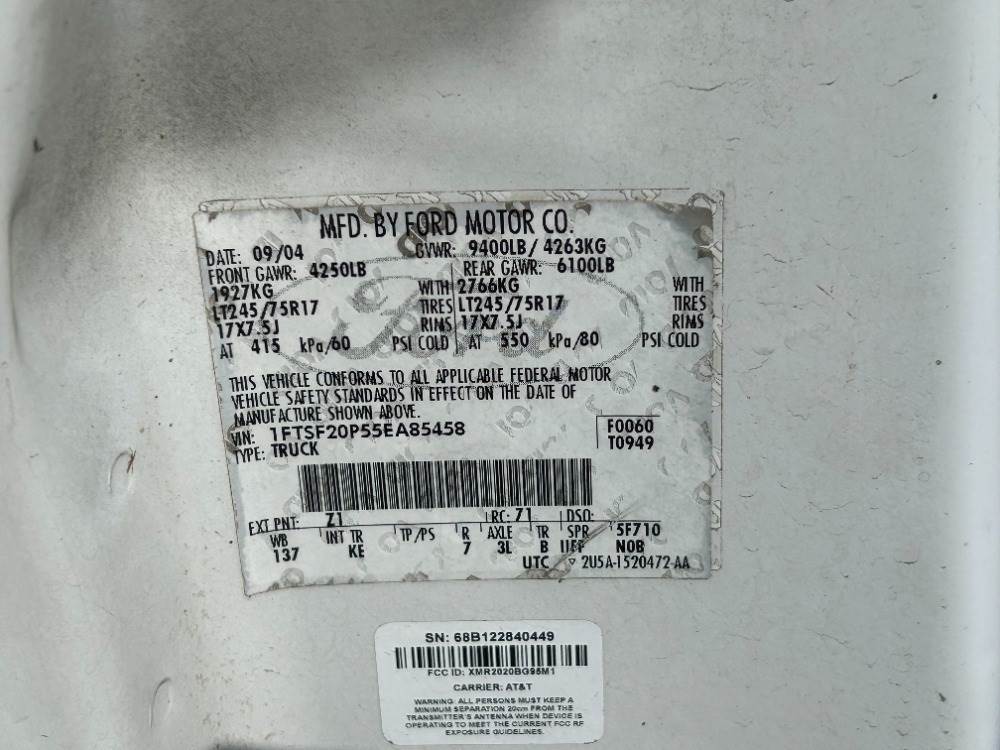 MFD. BY FORD MOTOR CO.
DATE: 09/04 GVWR: 9400LB/ 4263KG
FRONT GAWR: 4250LB REAR GAWR: 6100LB
1927KG WITH 2766KG WITH
LT245/75R17 TIRES LT245/75R17 TIRES
17X7.5J RIMS 17X7.5J RIMS
AT 415 kPa/60 PSI COLD AT 550 kPa/80 PSI COLD
THIS VEHICLE CONFORMS TO ALL APPLICABLE FEDERAL MOTOR
VEHICLE SAFETY STANDARDS IN EFFECT ON THE DATE OF
MANUFACTURE SHOWN ABOVE.
VIN: 1FTSF20P55EA85458 F0060
TYPE: TRUCK T0949
EXT PNT: Z1 RC: 71 DSO:
WB INT TR TP/PS R AXLE TR SPR 5F710
137 KE 7 3L B NOB
UTC ▽ 2U5A-1520472-AA
SN: 68B122840449
FCC ID: XMR2020BG95M1
CARRIER: AT&T
WARNING: ALL PERSONS MUST KEEP A
MINIMUM SEPARATION 20cm FROM THE
TRANSMITTER'S ANTENNA WHEN DEVICE IS
OPERATING TO MEET THE CURRENT FCC RF
EXPOSURE GUIDELINES.